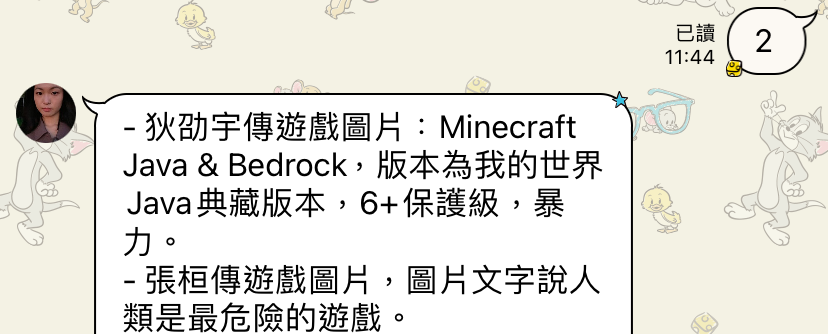 已讀
11:44
2
- 狄劭宇傳遊戲圖片：Minecraft
Java & Bedrock，版本為我的世界
Java典藏版本，6+保護級，暴
力。
- 張桓傳遊戲圖片，圖片文字說人
類是最危險的遊戲。